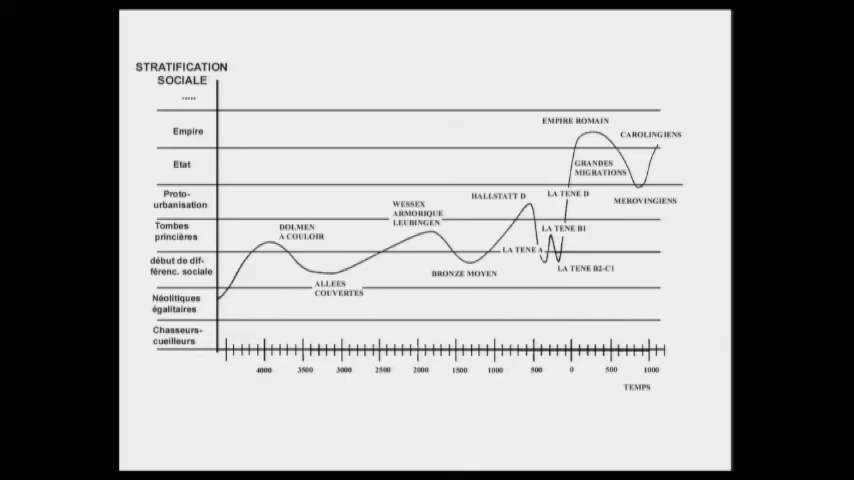 STRATIFICATION
SOCIALE
.....
Empire
Etat
Proto-
urbanisation
Tombes
princières
début de dif-
férenc. sociale
Néolitiques
égalitaires
Chasseurs-
cueilleurs
EMPIRE ROMAIN
CAROLINGIENS
GRANDES
MIGRATIONS
MEROVINGIENS
HALLSTATT D
LA TENE D
WESSEX
ARMORIQUE
LEUBINGEN
DOLMEN
A COULOIR
LA TENE B1
LA TENE A
LA TENE B2-C1
BRONZE MOYEN
ALLEES
COUVERTES
4000 3500 3000 2500 2000 1500 1000 500 0 500 1000
TEMPS